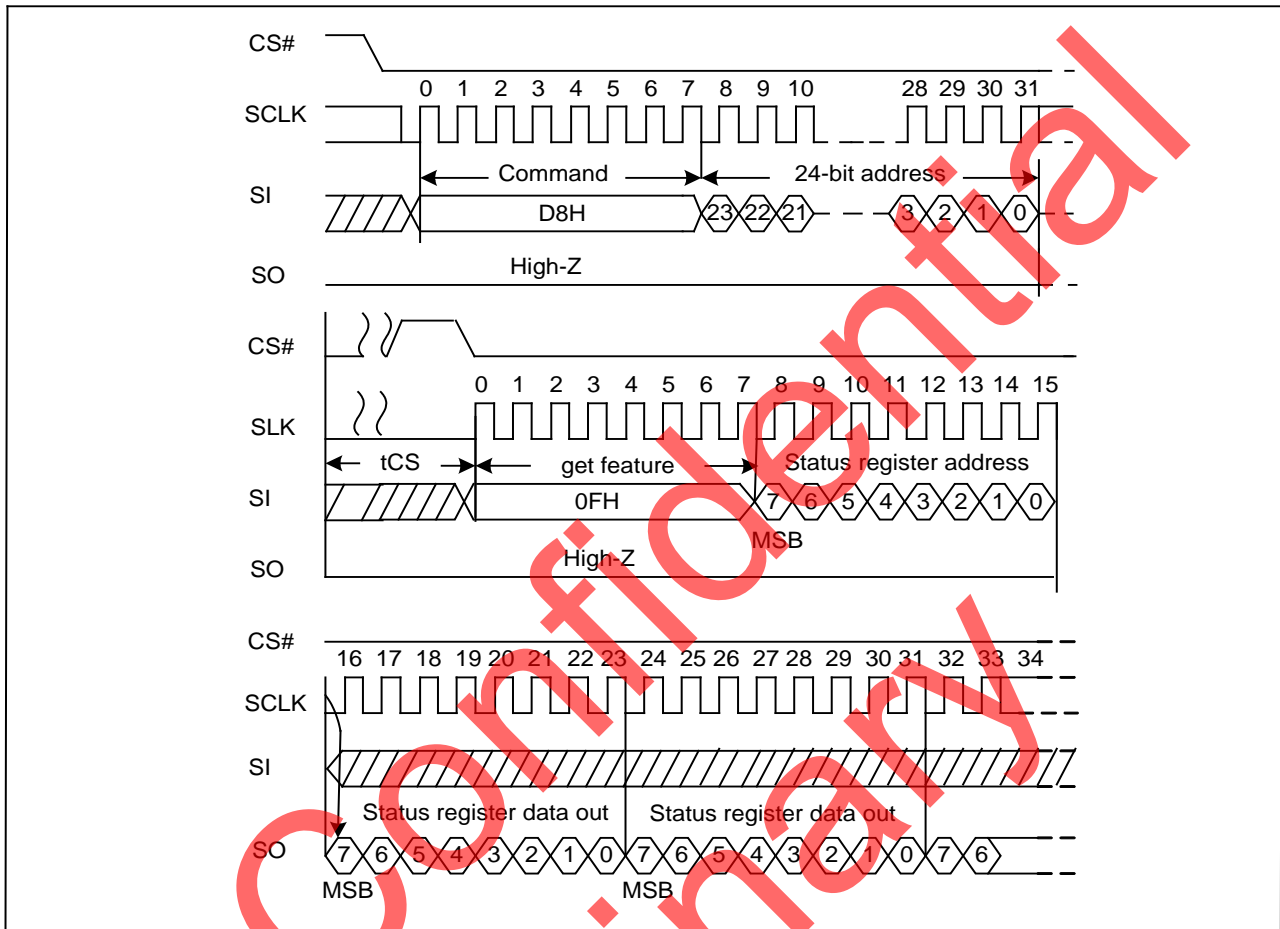 CS#
0 1 2 3 4 5 6 7 8 9 10 28 29 30 31
SCLK
Command 24-bit address
SI
D8H 23 22 21 3 2 1 0
High-Z
SO
CS#
0 1 2 3 4 5 6 7 8 9 10 11 12 13 14 15
SLK
tCS get feature Status register address
SI
0FH 7 6 5 4 3 2 1 0
MSB
High-Z
SO
CS#
16 17 18 19 20 21 22 23 24 25 26 27 28 29 30 31 32 33 34
SCLK
SI
Status register data out Status register data out
SO
7 6 5 4 3 2 1 0 7 6 5 4 3 2 1 0 7 6
MSB MSB
Confidential
inary